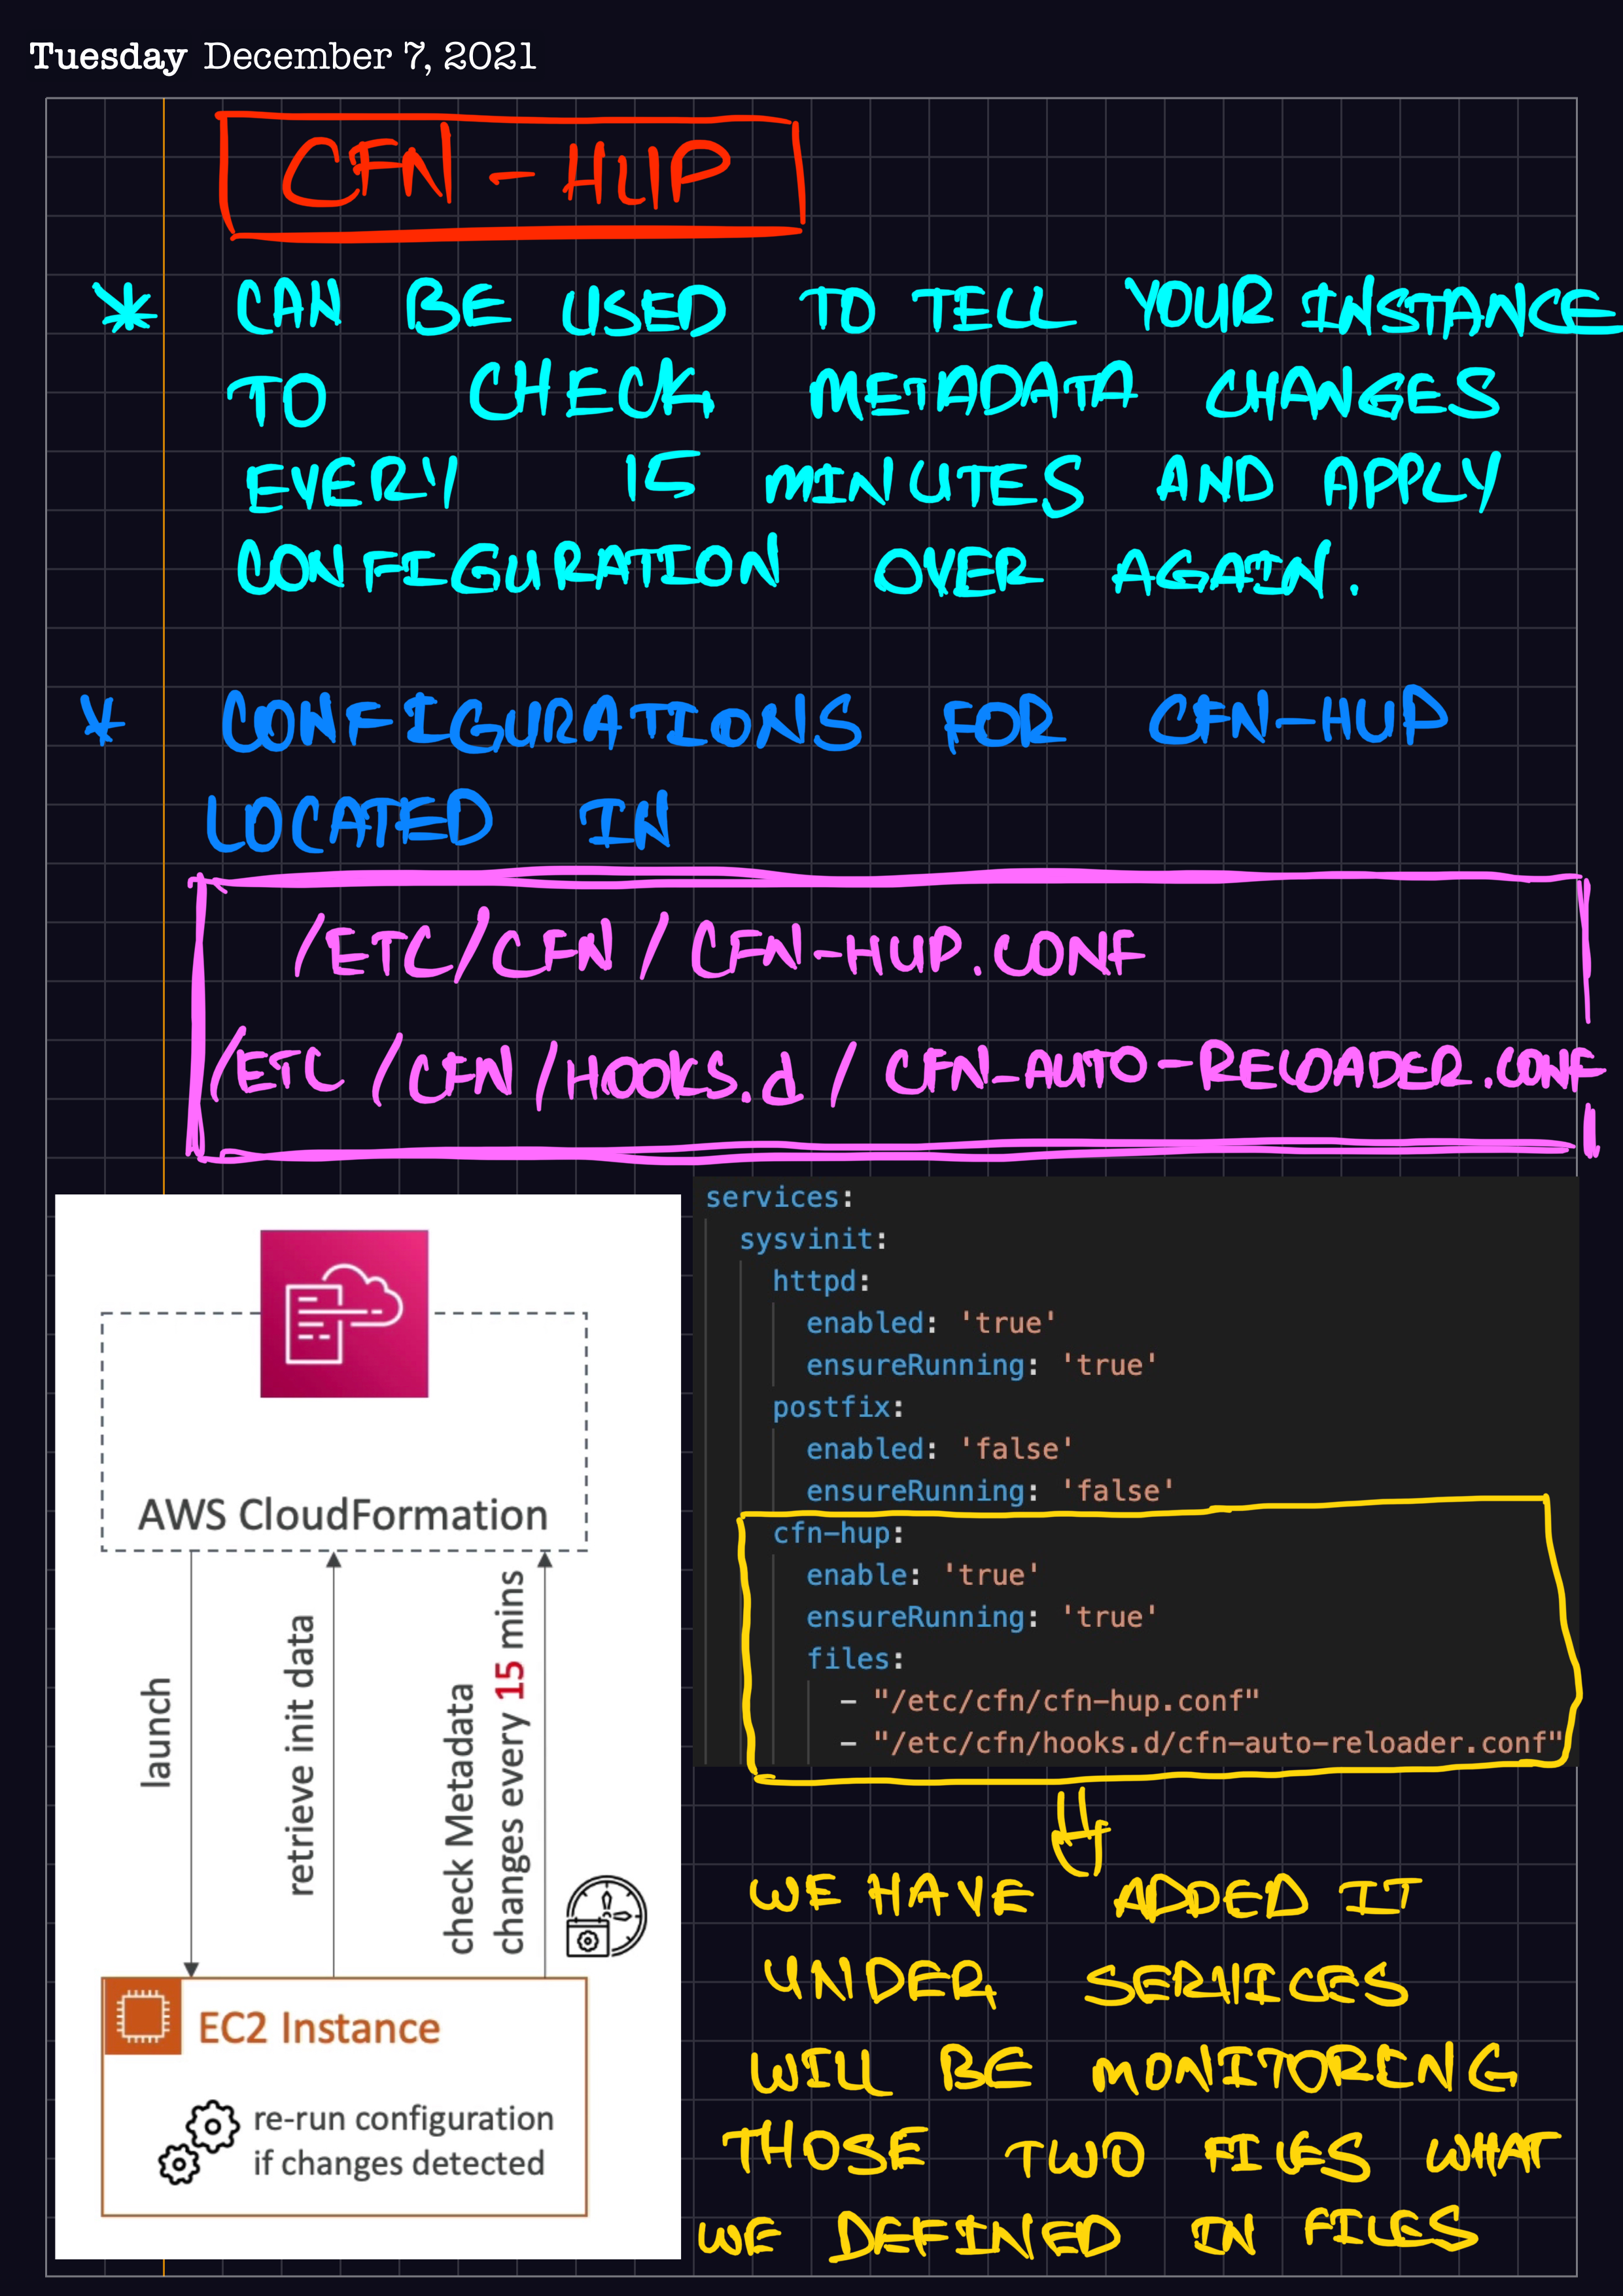 Tuesday December 7, 2021
CFN - HUP
* CAN BE USED TO TELL YOUR INSTANCE
TO CHECK METADATA CHANGES
EVERY 15 MINUTES AND APPLY
CONFIGURATION OVER AGAIN.
* CONFIGURATIONS FOR CFN-HUP
LOCATED IN
/ETC/CFN/CFN-HUP.CONF
/ETC/CFN/HOOKS.d/CFN-AUTO-RELOADER.CONF
AWS CloudFormation
launch
retrieve init data
check Metadata
changes every 15 mins
EC2 Instance
re-run configuration
if changes detected
services:
sysvinit:
httpd:
enabled: 'true'
ensureRunning: 'true'
postfix:
enabled: 'false'
ensureRunning: 'false'
cfn-hup:
enable: 'true'
ensureRunning: 'true'
files:
- "/etc/cfn/cfn-hup.conf"
- "/etc/cfn/hooks.d/cfn-auto-reloader.conf"
WE HAVE ADDED IT
UNDER SERVICES
WILL BE MONITORING
THOSE TWO FILES WHAT
WE DEFINED IN FILES